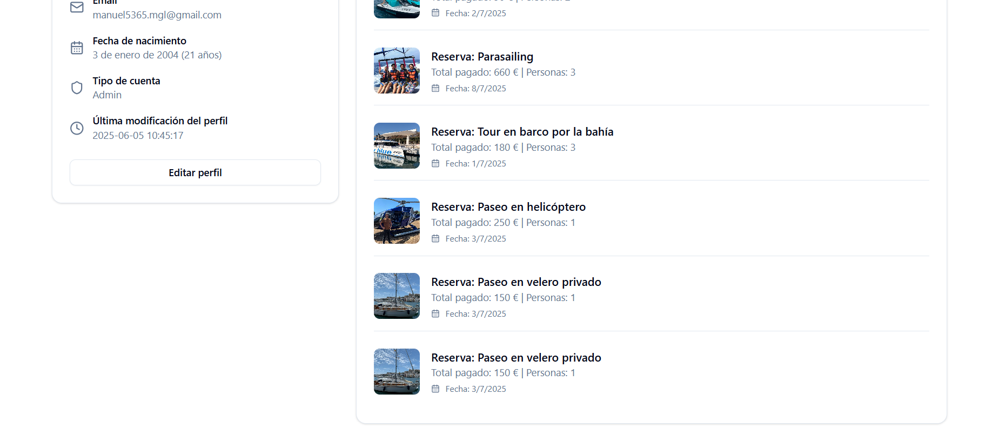 Email
manuel5365.mgl@gmail.com
Fecha de nacimiento
3 de enero de 2004 (21 años)
Tipo de cuenta
Admin
Última modificación del perfil
2025-06-05 10:45:17
Editar perfil
Fecha: 2/7/2025
Reserva: Parasailing
Total pagado: 660 € | Personas: 3
Fecha: 8/7/2025
Reserva: Tour en barco por la bahía
Total pagado: 180 € | Personas: 3
Fecha: 1/7/2025
Reserva: Paseo en helicóptero
Total pagado: 250 € | Personas: 1
Fecha: 3/7/2025
Reserva: Paseo en velero privado
Total pagado: 150 € | Personas: 1
Fecha: 3/7/2025
Reserva: Paseo en velero privado
Total pagado: 150 € | Personas: 1
Fecha: 3/7/2025